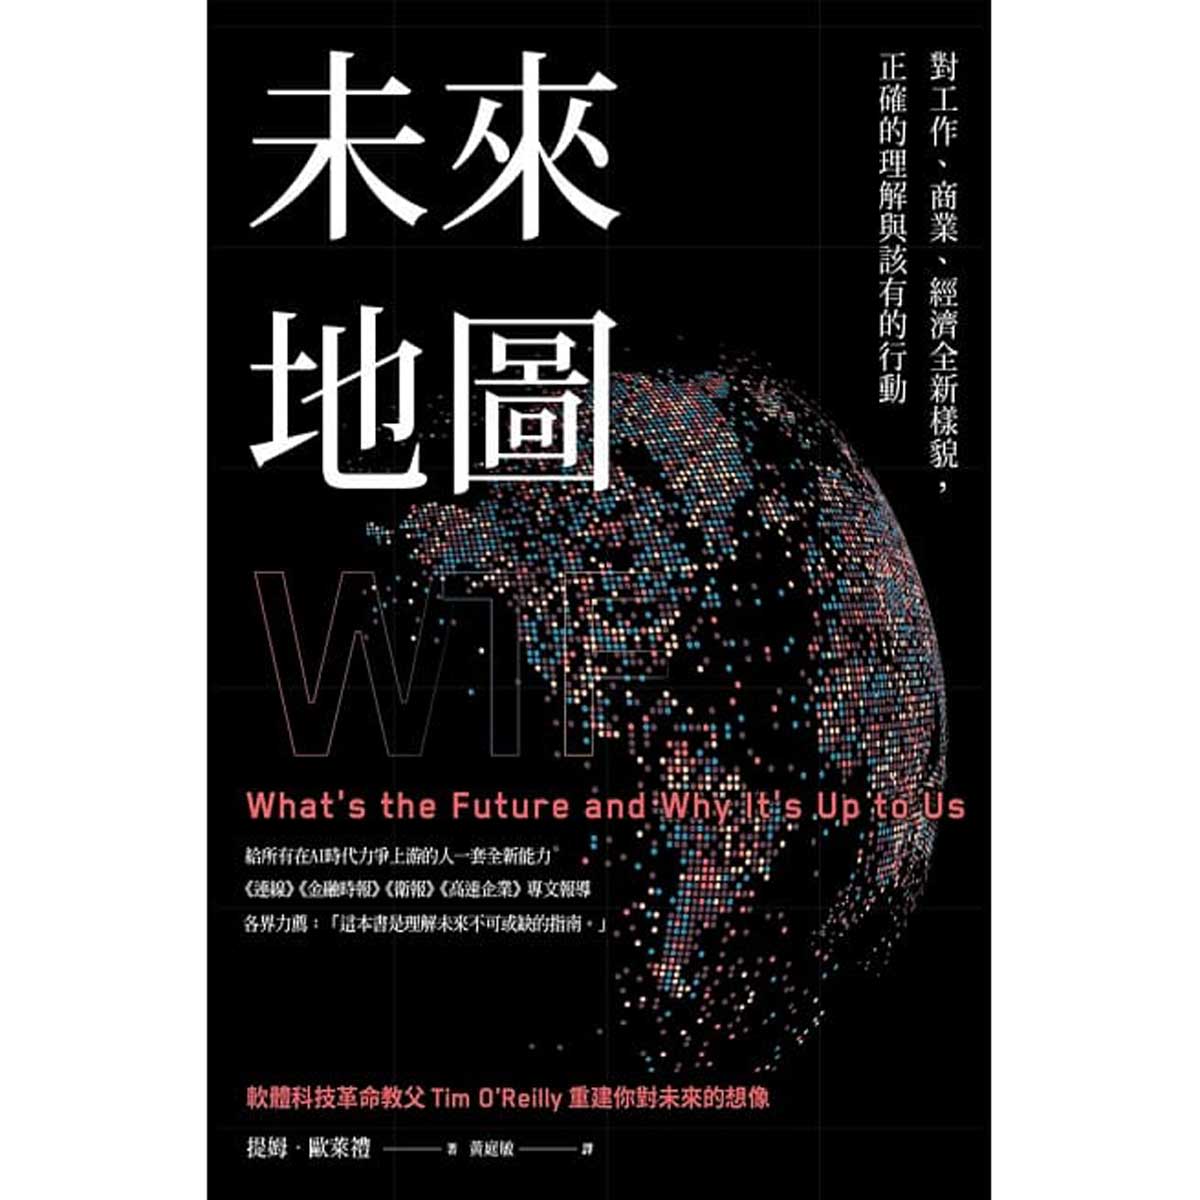 未來
地圖
對工作、商業、經濟全新樣貌，
正確的理解與該有的行動
WTF
What's the Future and Why It's Up to Us
給所有在AI時代力爭上游的人一套全新能力
《連線》《金融時報》《衛報》《高速企業》專文報導
各界力薦：「這本書是理解未來不可或缺的指南。」
軟體科技革命教父 Tim O'Reilly 重建你對未來的想像
提姆．歐萊禮 著 黃庭敏 譯